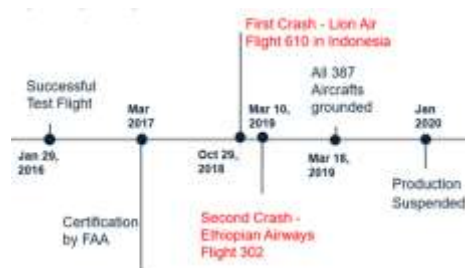 First Crash - Lion Air
Flight 610 in Indonesia
Successful
Test Flight
Mar
2017
Mar 10,
2019
All 387
Aircrafts
grounded
Jan
2020
Jan 29,
2016
Oct 29,
2018
Mar 18,
2019
Certification
by FAA
Second Crash -
Ethiopian Airways
Flight 302
Production
Suspended